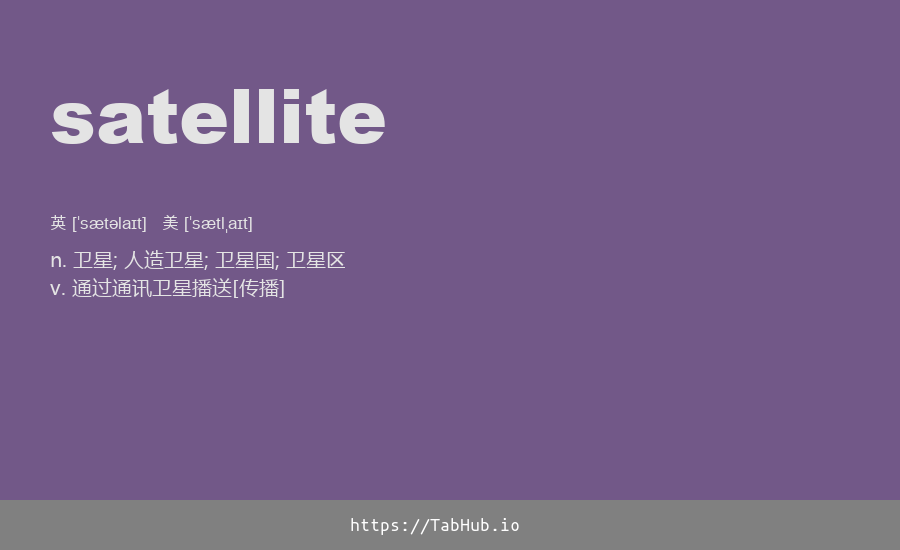 satellite
英 [ˈsætəlaɪt] 美 [ˈsætlˌaɪt]
n. 卫星; 人造卫星; 卫星国; 卫星区
v. 通过通讯卫星播送[传播]
https://TabHub.io